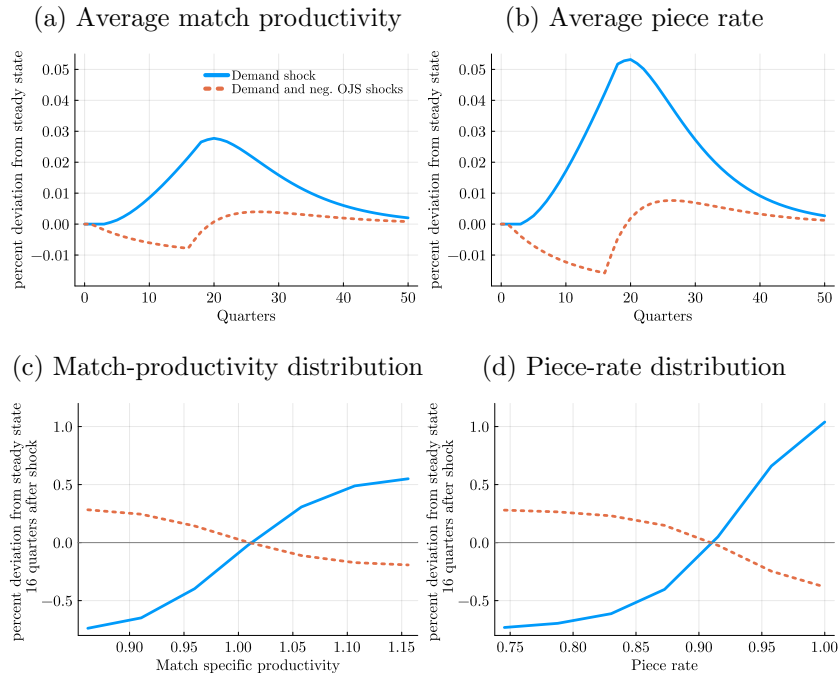 (a) Average match productivity
percent deviation from steady state
0.05
0.04
0.03
0.02
0.01
0.00
−0.01
Demand shock
Demand and neg. OJS shocks
0
10
20
30
40
50
Quarters
(b) Average piece rate
percent deviation from steady state
0.05
0.04
0.03
0.02
0.01
0.00
−0.01
0
10
20
30
40
50
Quarters
(c) Match-productivity distribution
percent deviation from steady state
16 quarters after shock
1.0
0.5
0.0
−0.5
0.90
0.95
1.00
1.05
1.10
1.15
Match specific productivity
(d) Piece-rate distribution
percent deviation from steady state
16 quarters after shock
1.0
0.5
0.0
−0.5
0.75
0.80
0.85
0.90
0.95
1.00
Piece rate